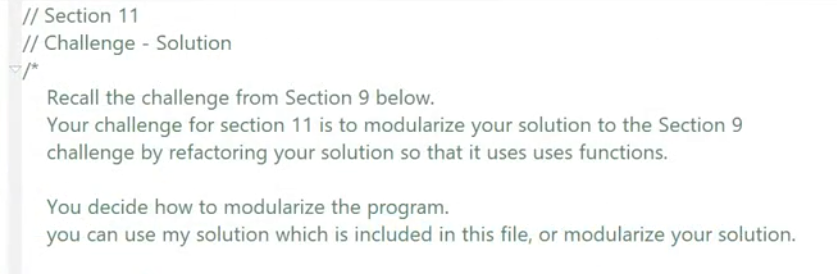 // Section 11
// Challenge - Solution
/*
Recall the challenge from Section 9 below.
Your challenge for section 11 is to modularize your solution to the Section 9
challenge by refactoring your solution so that it uses uses functions.
You decide how to modularize the program.
you can use my solution which is included in this file, or modularize your solution.